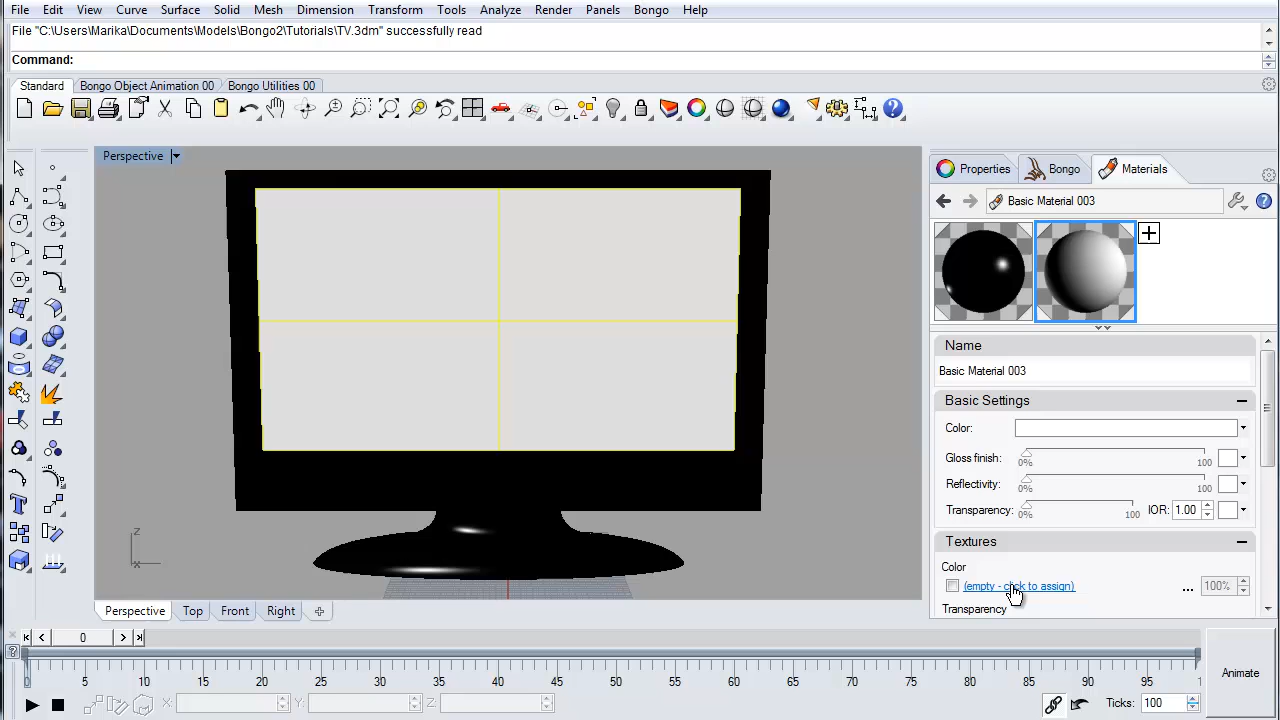 File Edit View Curve Surface Solid Mesh Dimension Transform Tools Analyze Render Panels Bongo Help
File "C:\Users\Marika\Documents\Models\Bongo2\Tutorials\TV.3dm" successfully read
Command:
Standard Bongo Object Animation 00 Bongo Utilities 00
Perspective
Properties Bongo Materials
Basic Material 003
Name
Basic Material 003
Basic Settings
Color:
Gloss finish: 0% 100
Reflectivity: 0% 100
Transparency: 0% 100 IOR: 1.00
Textures
Color
(empty - click to assign) ... 100%
Transparency
z
x
Perspective Top Front Right
0
0 5 10 15 20 25 30 35 40 45 50 55 60 65 70 75 80 85 90 95 1
Animate
X: Y: Z: Ticks: 100